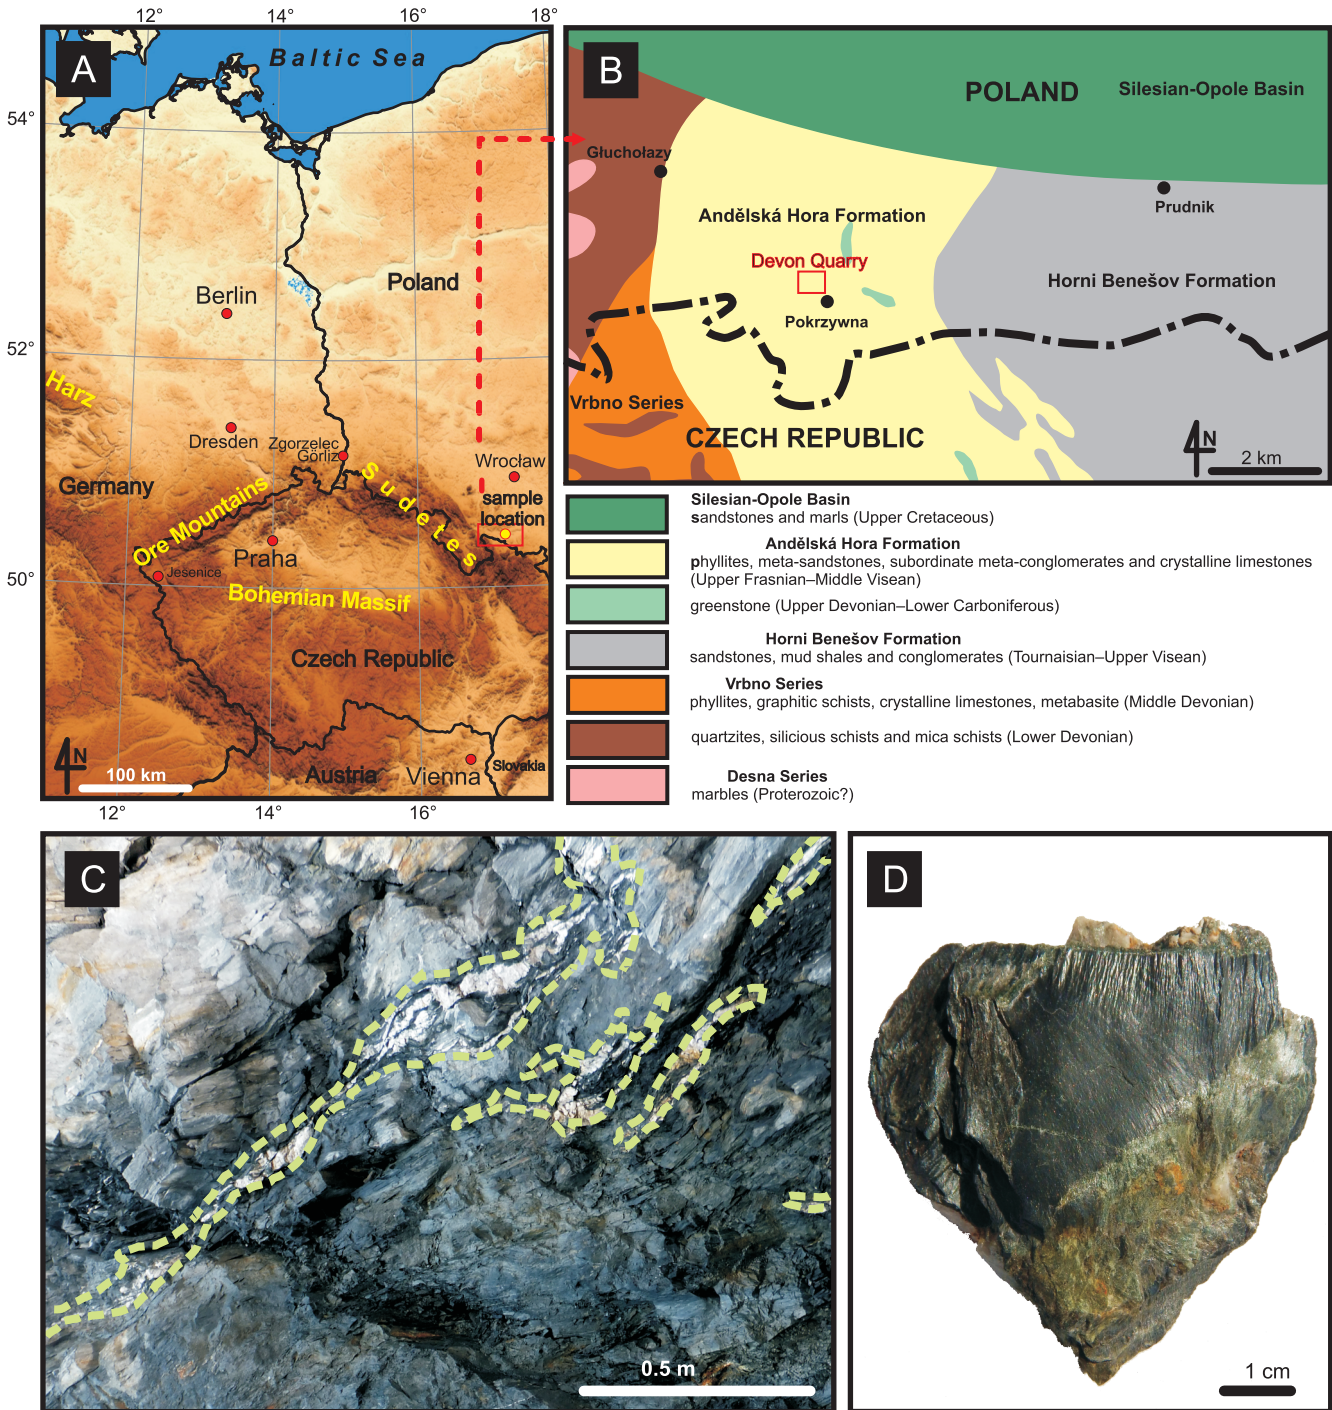 12°
14°
16°
18°
A
Baltic Sea
54°
Poland
Berlin
52°
Harz
Dresden
Zgorzelec
Görliz
Wrocław
Germany
Sudetes
sample
location
Ore Mountains
Praha
Jesenice
50°
Bohemian Massif
Czech Republic
N
100 km
Austria
Vienna
Slovakia
12°
14°
16°
B
POLAND
Silesian-Opole Basin
Głuchołazy
Prudnik
Andělská Hora Formation
Devon Quarry
Horni Benešov Formation
Pokrzywna
Vrbno Series
CZECH REPUBLIC
N
2 km
Silesian-Opole Basin
sandstones and marls (Upper Cretaceous)
Andělská Hora Formation
phyllites, meta-sandstones, subordinate meta-conglomerates and crystalline limestones
(Upper Frasnian–Middle Visean)
greenstone (Upper Devonian–Lower Carboniferous)
Horni Benešov Formation
sandstones, mud shales and conglomerates (Tournaisian–Upper Visean)
Vrbno Series
phyllites, graphitic schists, crystalline limestones, metabasite (Middle Devonian)
quartzites, silicious schists and mica schists (Lower Devonian)
Desna Series
marbles (Proterozoic?)
C
0.5 m
D
1 cm